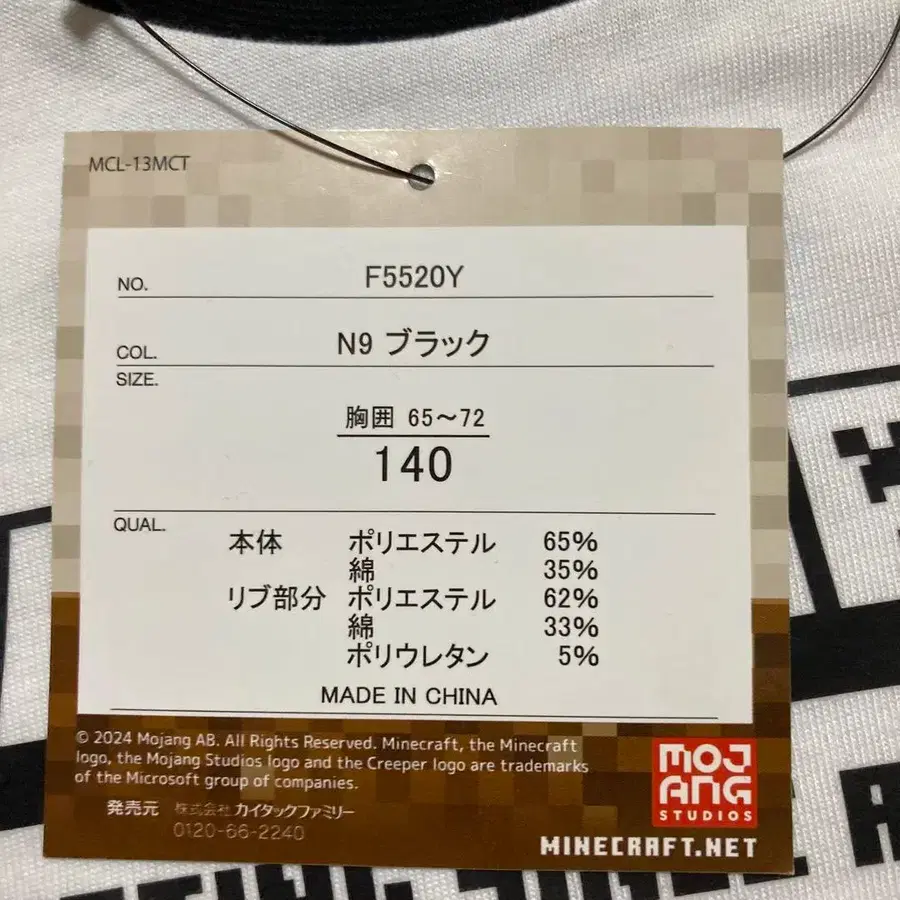 MCL-13MCT
NO. F5520Y
COL. N9 ブラック
SIZE.
胸囲 65～72
140
QUAL.
本体 ポリエステル 65%
綿 35%
リブ部分 ポリエステル 62%
綿 33%
ポリウレタン 5%
MADE IN CHINA
© 2024 Mojang AB. All Rights Reserved. Minecraft, the Minecraft
logo, the Mojang Studios logo and the Creeper logo are trademarks
of the Microsoft group of companies.
発売元 株式会社 カイタックファミリー
0120-66-2240
MOJ
ANG
STUDIOS
MINECRAFT.NET